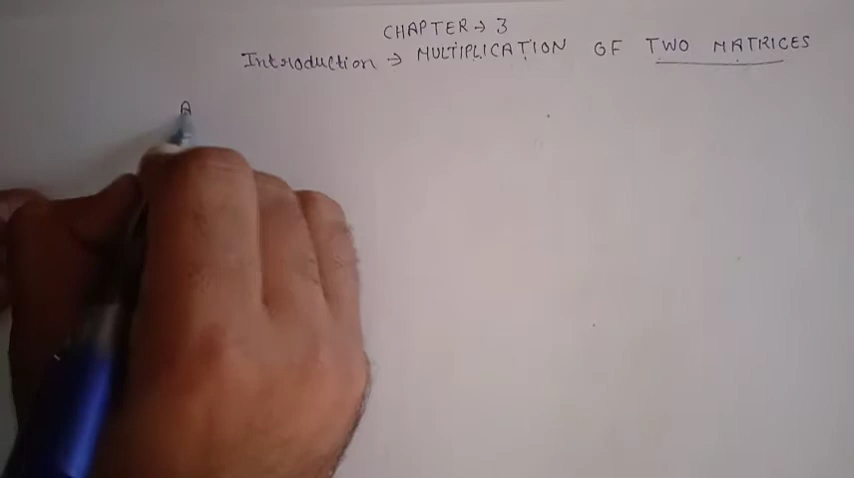 CHAPTER → 3
Introduction → MULTIPLICATION OF TWO MATRICES
A